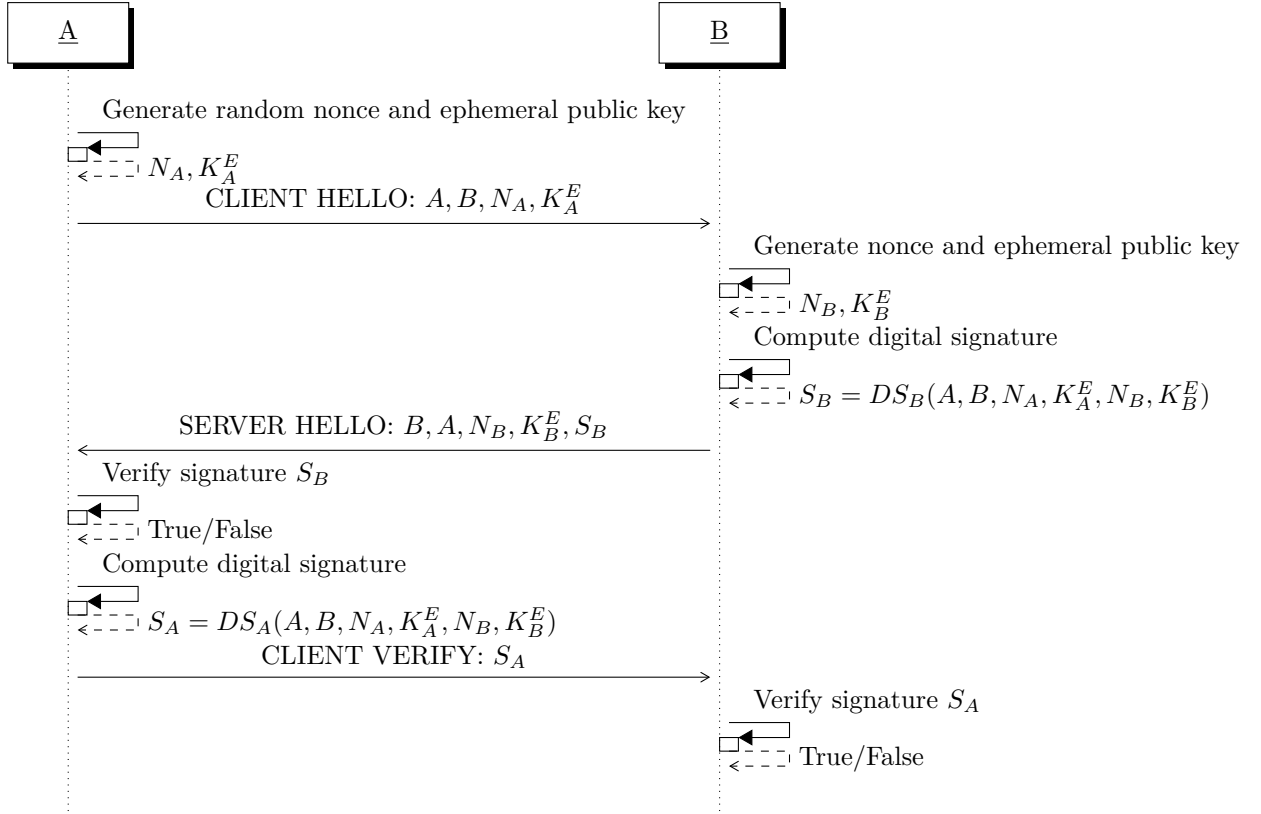 A
B
Generate random nonce and ephemeral public key
$N_A, K_A^E$
CLIENT HELLO: $A, B, N_A, K_A^E$
Generate nonce and ephemeral public key
$N_B, K_B^E$
Compute digital signature
$S_B = DS_B(A, B, N_A, K_A^E, N_B, K_B^E)$
SERVER HELLO: $B, A, N_B, K_B^E, S_B$
Verify signature $S_B$
True/False
Compute digital signature
$S_A = DS_A(A, B, N_A, K_A^E, N_B, K_B^E)$
CLIENT VERIFY: $S_A$
Verify signature $S_A$
True/False